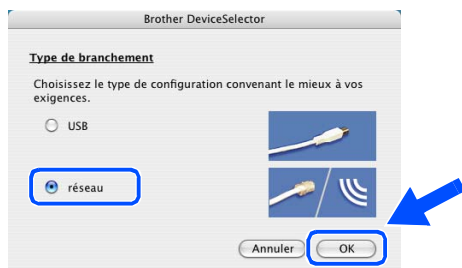 Brother DeviceSelector
Type de branchement
Choisissez le type de configuration convenant le mieux à vos
exigences.
USB
réseau
Annuler
OK